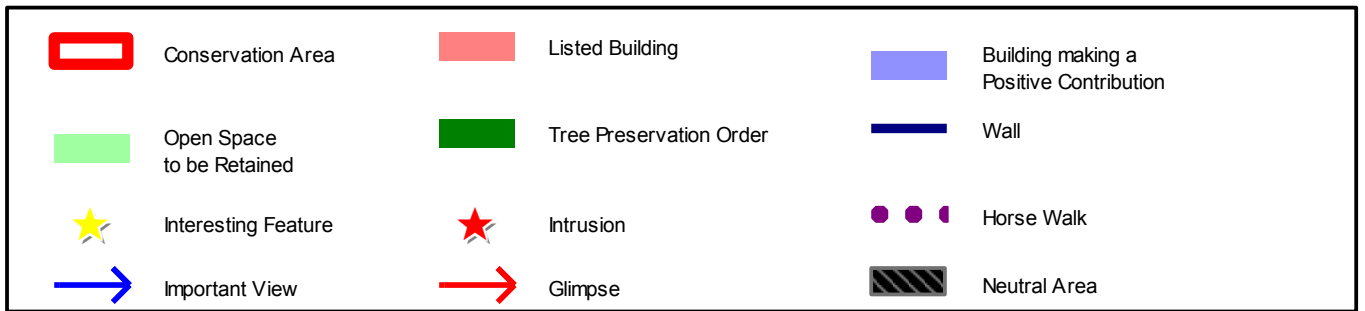 Conservation Area
Listed Building
Building making a
Positive Contribution
Open Space
to be Retained
Tree Preservation Order
Wall
Interesting Feature
Intrusion
Horse Walk
Important View
Glimpse
Neutral Area